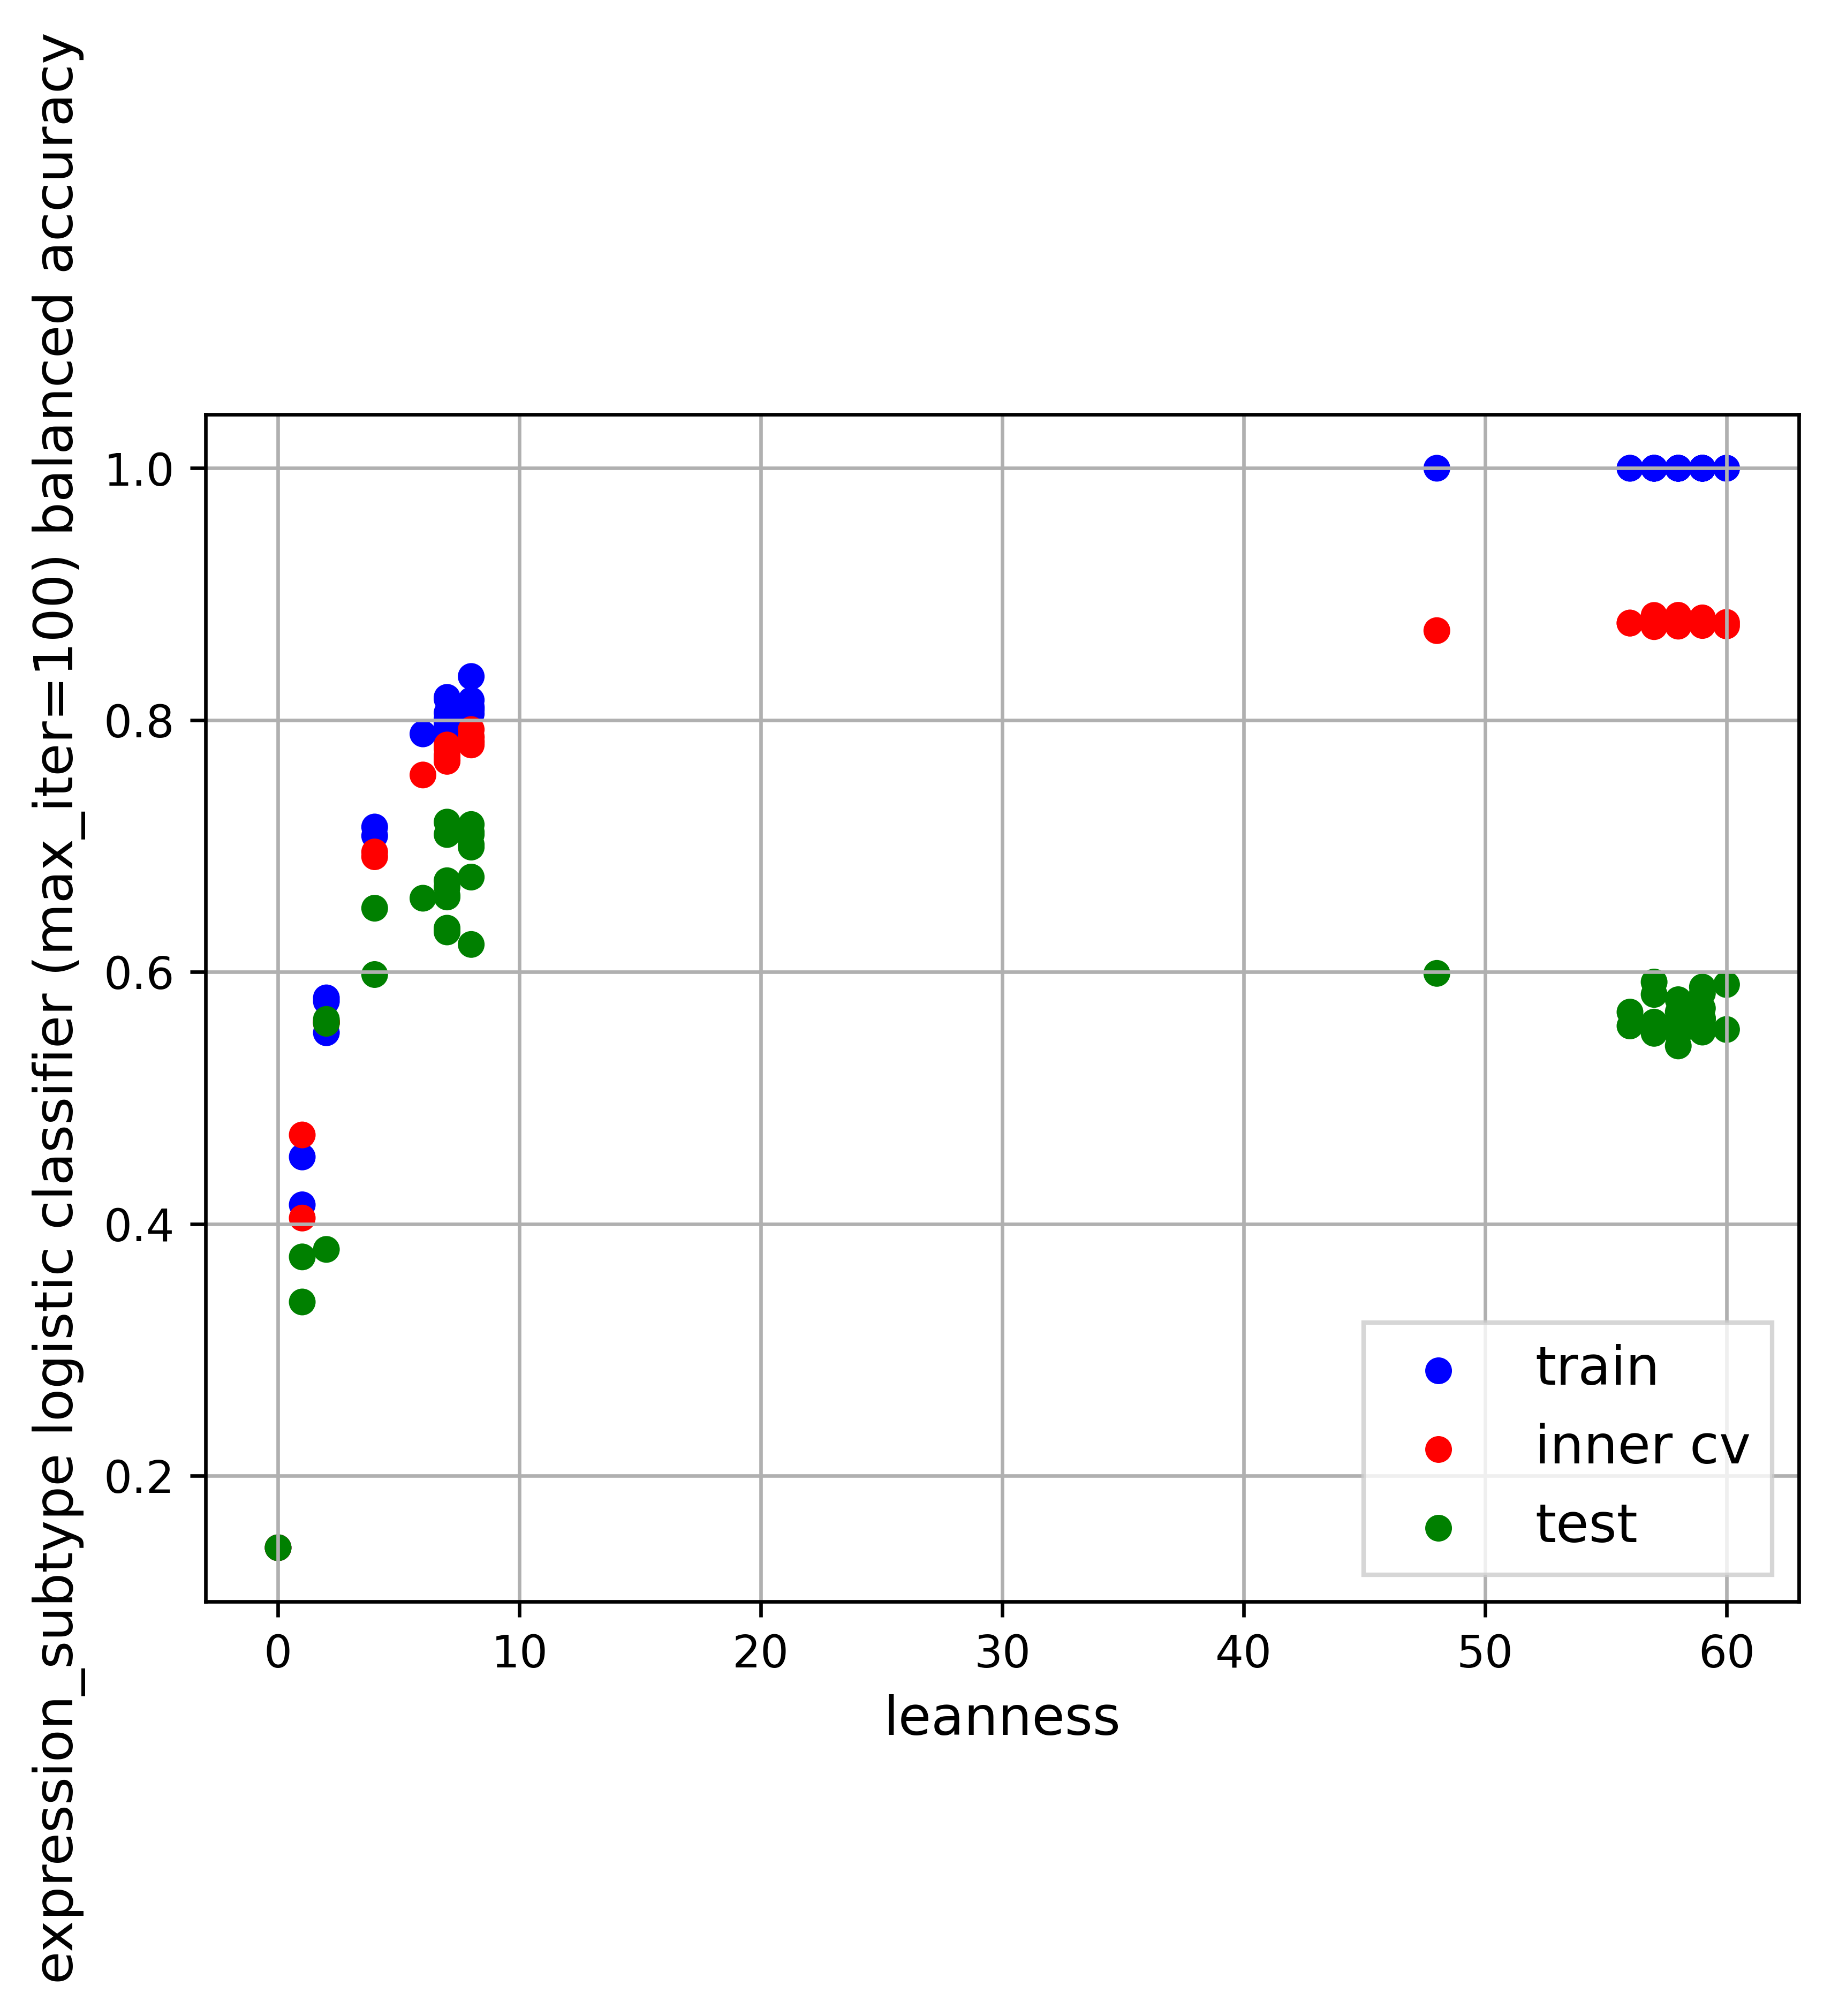 expression_subtype logistic classifier (max_iter=100) balanced accuracy
1.0
0.8
0.6
0.4
0.2
train
inner cv
test
0 10 20 30 40 50 60
leanness